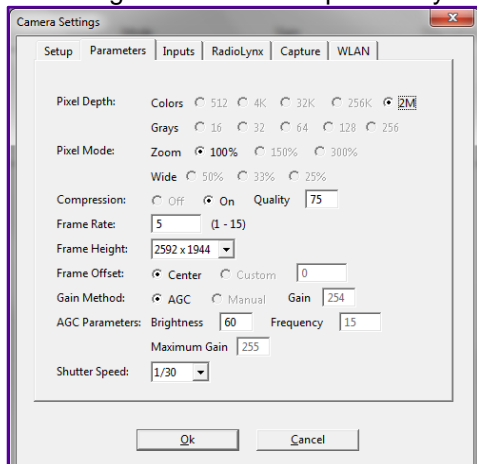 Camera Settings
Setup Parameters Inputs RadioLynx Capture WLAN
Pixel Depth: Colors 512 4K 32K 256K 2M
Grays 16 32 64 128 256
Pixel Mode: Zoom 100% 150% 300%
Wide 50% 33% 25%
Compression: Off On Quality 75
Frame Rate: 5 (1 - 15)
Frame Height: 2592 x 1944
Frame Offset: Center Custom 0
Gain Method: AGC Manual Gain 254
AGC Parameters: Brightness 60 Frequency 15
Maximum Gain 255
Shutter Speed: 1/30
Ok Cancel